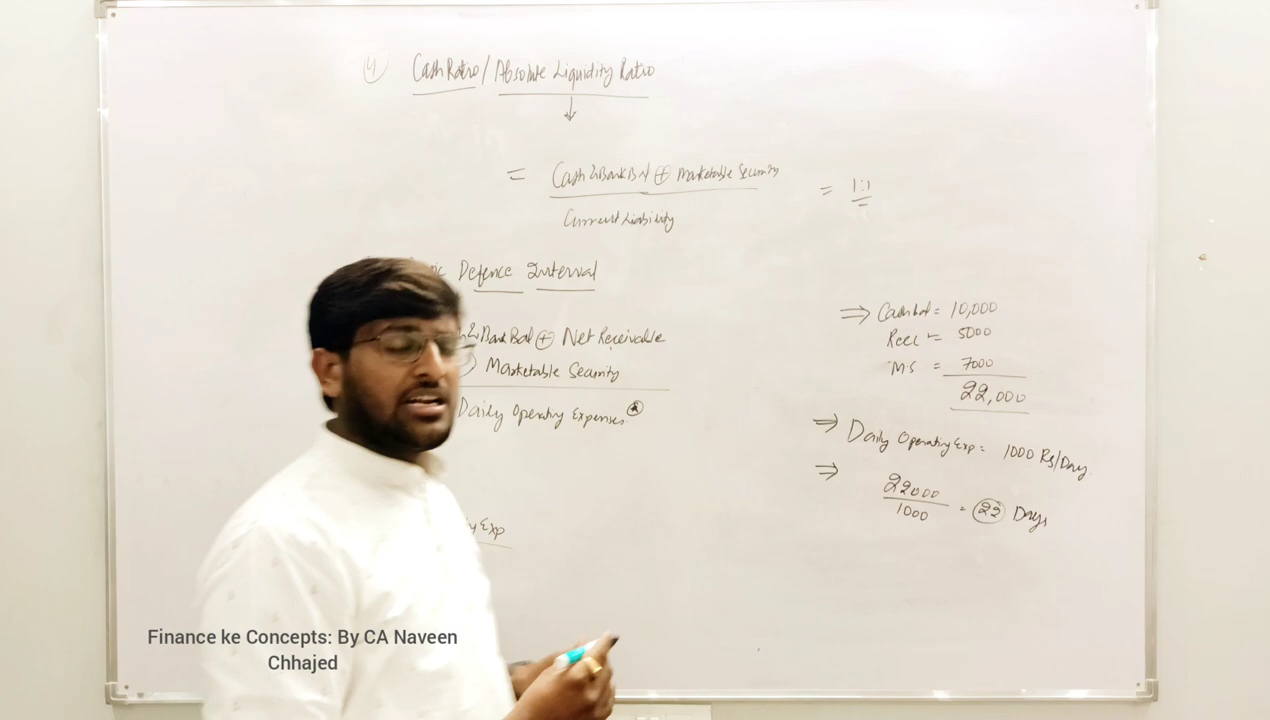 4
Cash Ratio / Absolute Liquidity Ratio
= Cash & Bank Bal + Marketable Security
Current Liability
= 1:1
Defence Interval
& Bank Bal + Net Receivable
Marketable Security
Daily Operating Expenses
Exp
⇒ Cash bal = 10,000
= 5000
M.S = 7000
22,000
⇒ Daily Operating Exp = 1000 Rs/Day
⇒ 22000
1000
= 22 Days
Finance ke Concepts: By CA Naveen
Chhajed